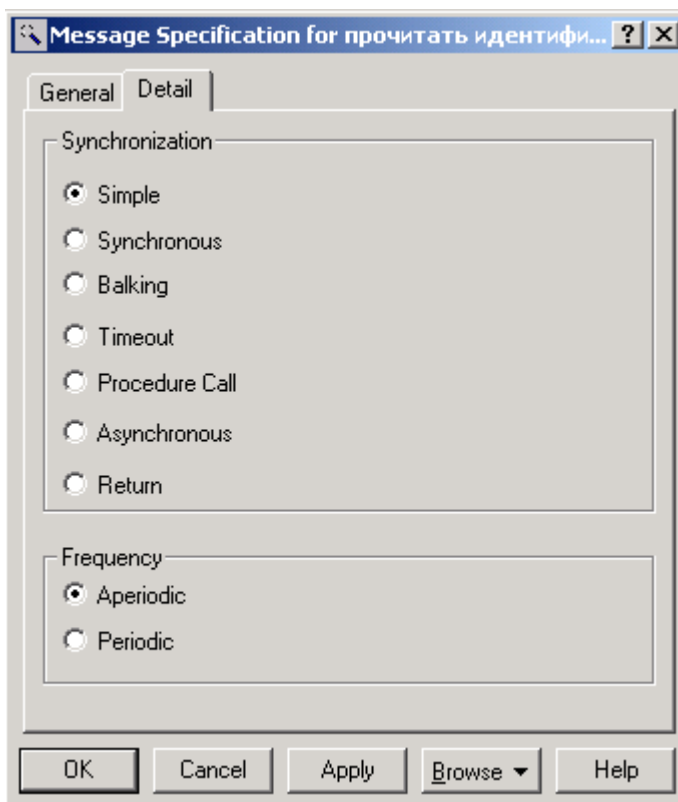 Message Specification for прочитать идентифи...
General Detail
Synchronization
Simple
Synchronous
Balking
Timeout
Procedure Call
Asynchronous
Return
Frequency
Aperiodic
Periodic
OK Cancel Apply Browse Help